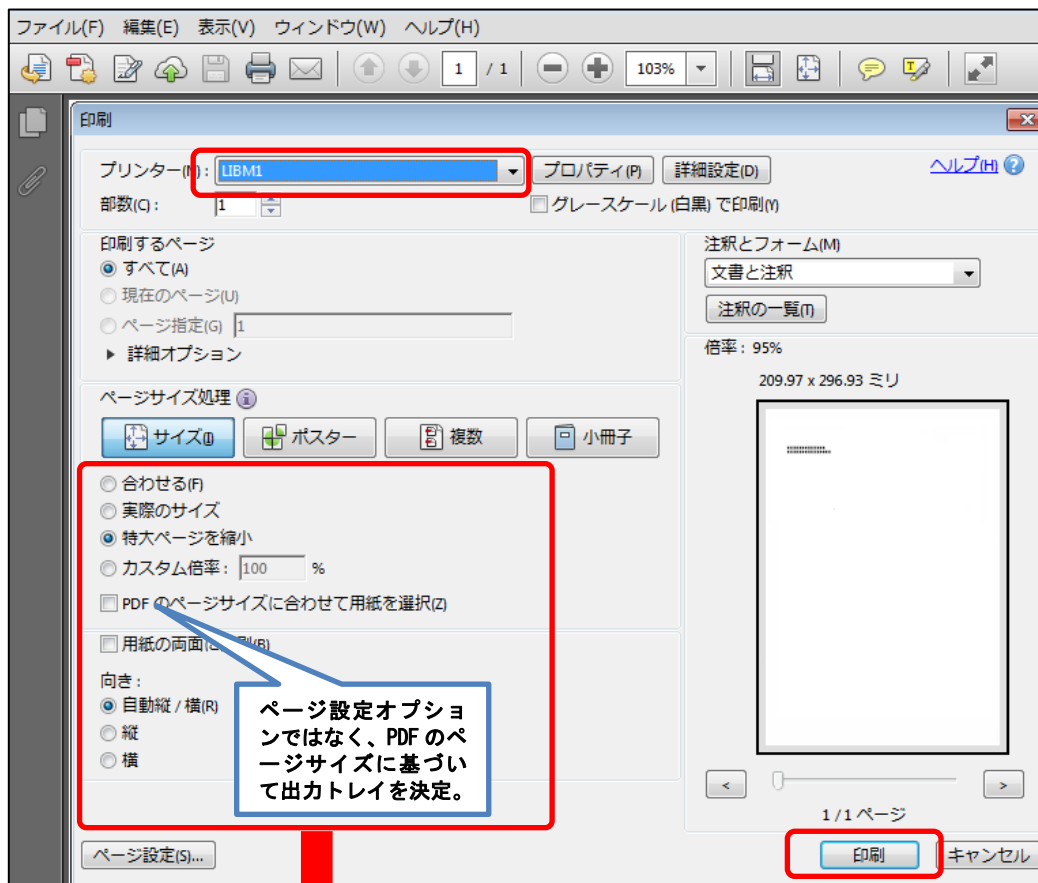 ファイル(F) 編集(E) 表示(V) ウィンドウ(W) ヘルプ(H)
1 / 1 103%
印刷
プリンター(N): LIBM1 プロパティ(P) 詳細設定(D) ヘルプ(H)
部数(C): 1 グレースケール (白黒) で印刷(Y)
印刷するページ
すべて(A)
現在のページ(U)
ページ指定(G) 1
詳細オプション
注釈とフォーム(M)
文書と注釈
注釈の一覧(T)
倍率: 95%
209.97 x 296.93 ミリ
ページサイズ処理
サイズ(I) ポスター 複数 小冊子
合わせる(F)
実際のサイズ
特大ページを縮小
カスタム倍率: 100 %
PDF のページサイズに合わせて用紙を選択(Z)
用紙の両面に印刷(B)
向き:
自動縦 / 横(R)
縦
横
ページ設定オプショ
ンではなく、PDF のペ
ージサイズに基づい
て出力トレイを決定。
< >
1 / 1 ページ
ページ設定(S)... 印刷 キャンセル